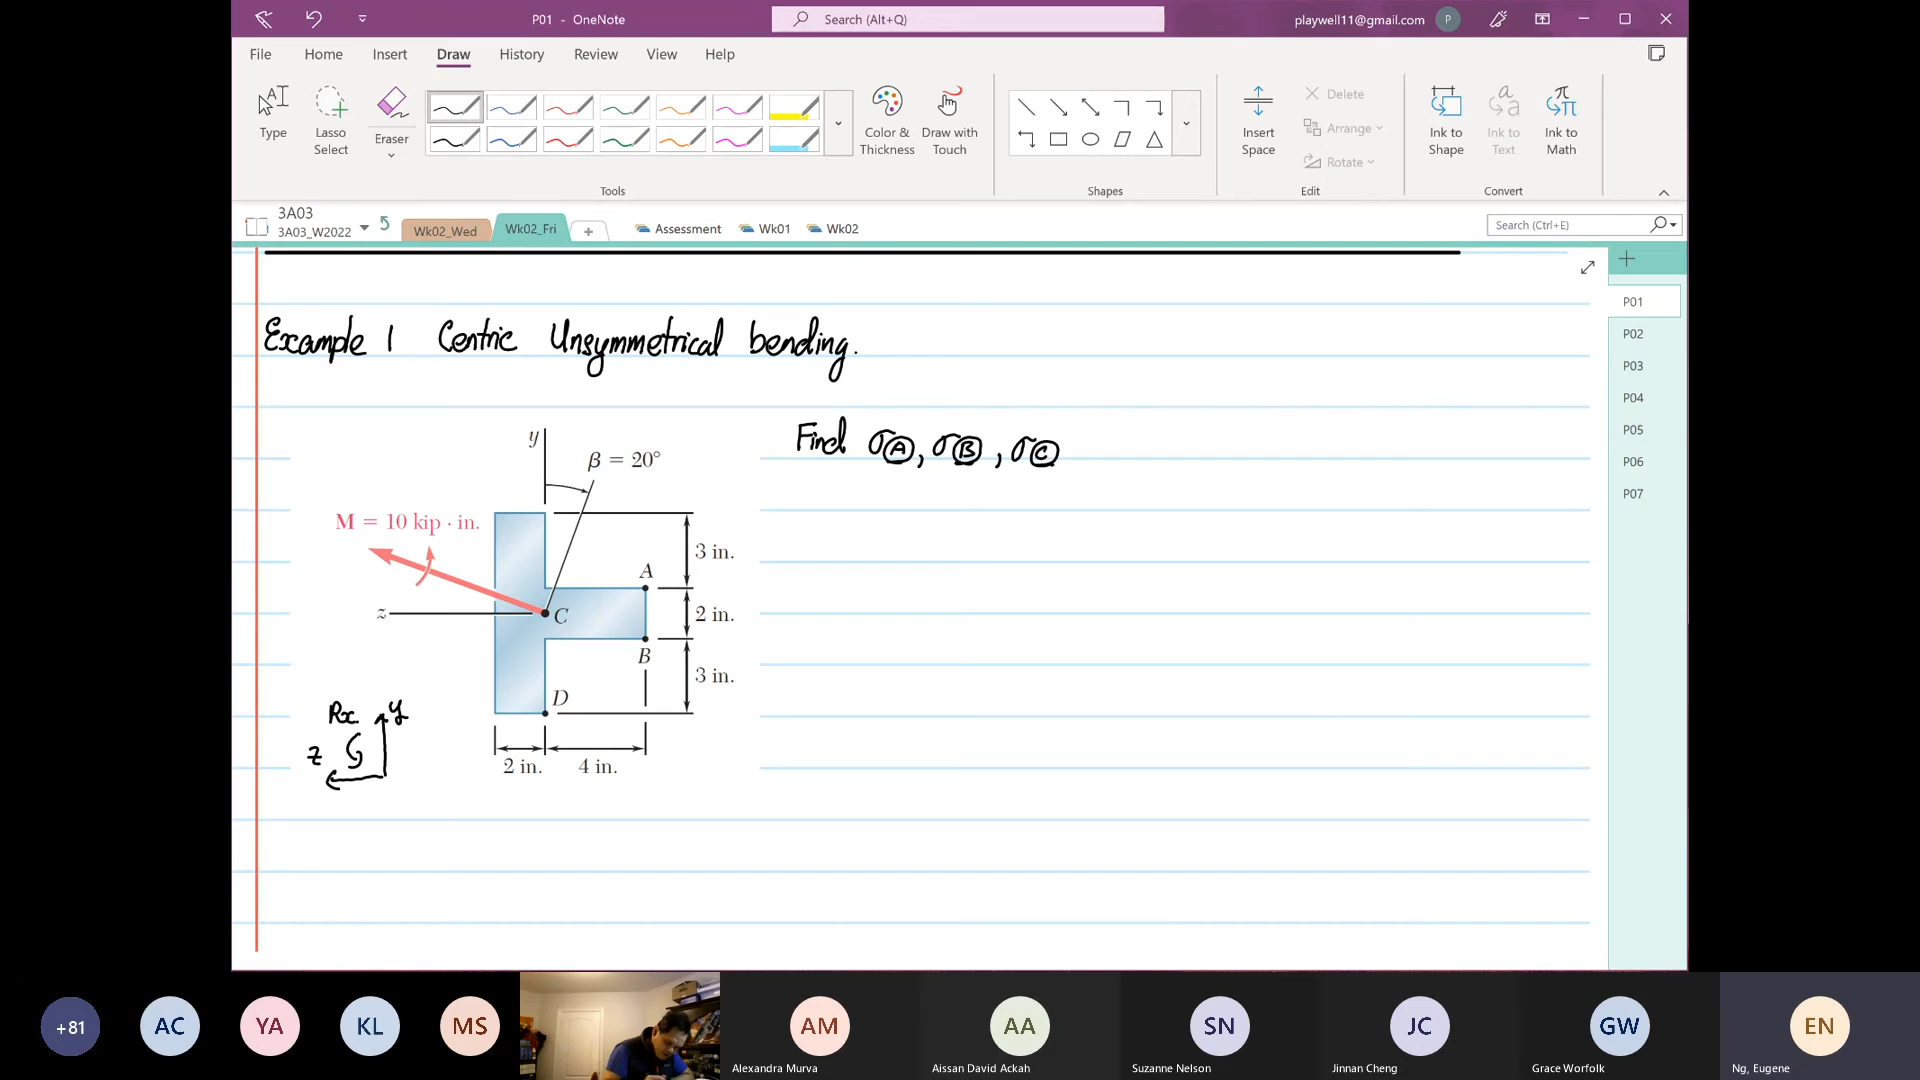 P01 - OneNote
Search (Alt+Q)
playwell11@gmail.com
P
File Home Insert Draw History Review View Help
Type
Lasso Select
Eraser
Color & Thickness
Draw with Touch
Insert Space
Delete
Arrange
Rotate
Ink to Shape
Ink to Text
Ink to Math
Tools
Shapes
Edit
Convert
3A03
3A03_W2022
Wk02_Wed
Wk02_Fri
Assessment
Wk01
Wk02
Search (Ctrl+E)
P01
P02
P03
P04
P05
P06
P07
Example 1 Centric Unsymmetrical bending.
Find σA, σB, σC
y
β = 20°
M = 10 kip · in.
3 in.
A
z
C
2 in.
B
3 in.
D
2 in.
4 in.
Rx.
y
z
+81
AC
YA
KL
MS
AM
Alexandra Murva
AA
Aissan David Ackah
SN
Suzanne Nelson
JC
Jinnan Cheng
GW
Grace Worfolk
EN
Ng, Eugene